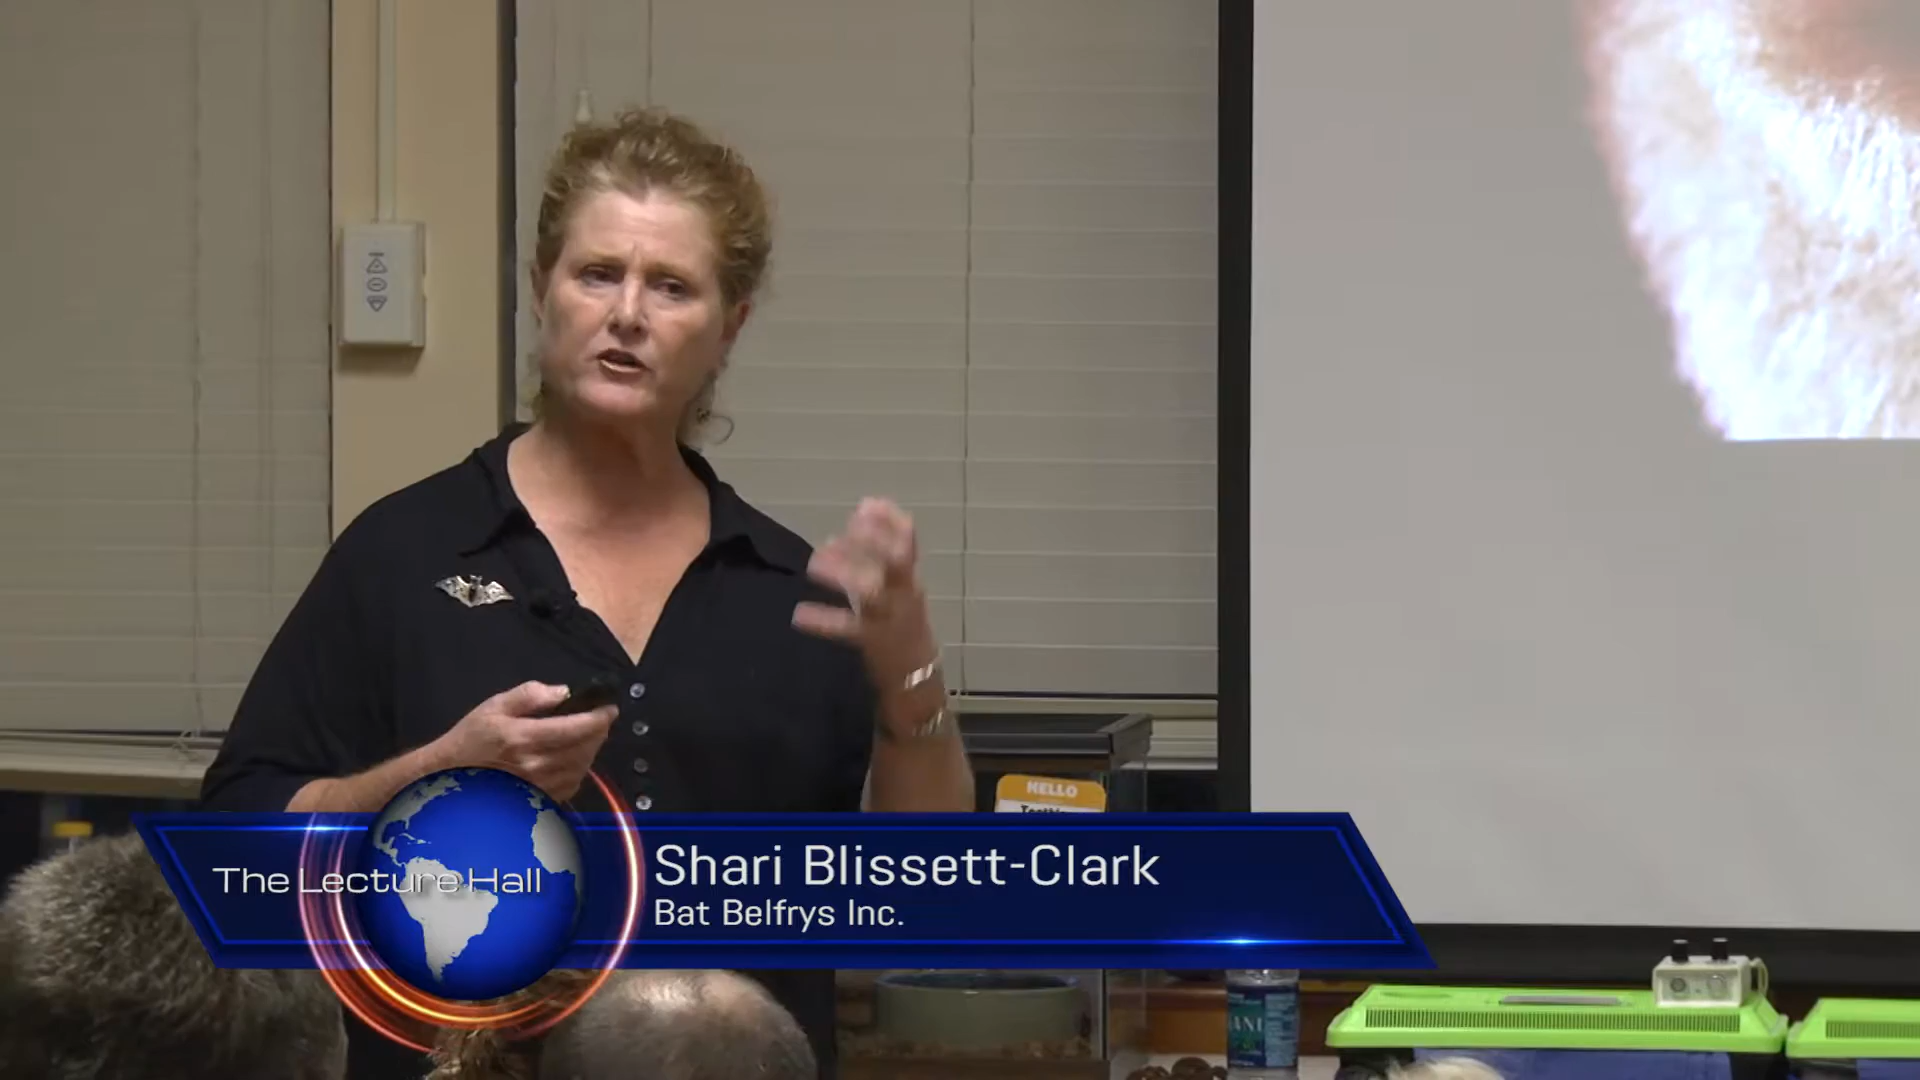 HELLO
The Lecture Hall
Shari Blissett-Clark
Bat Belfrys Inc.